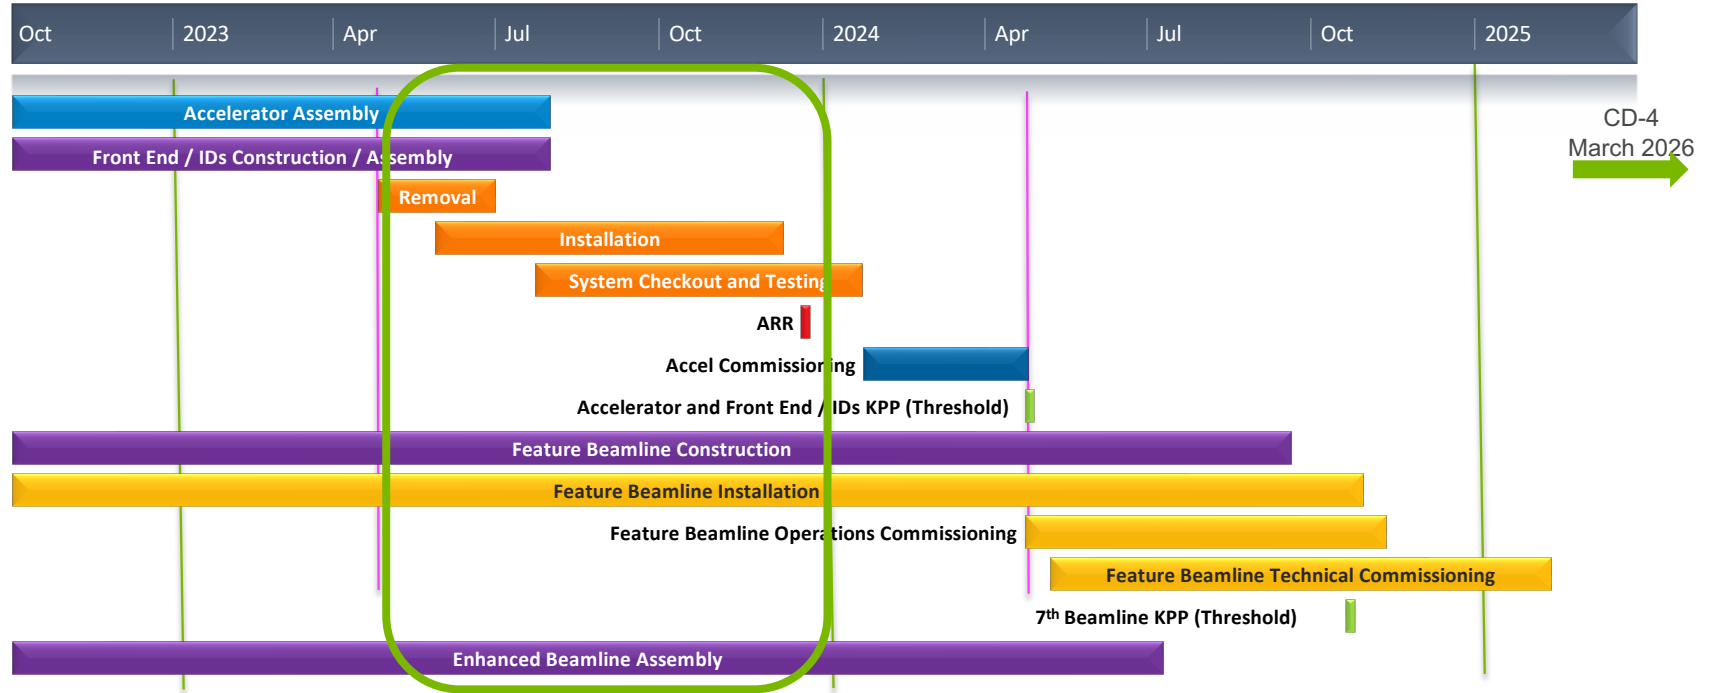 Oct 2023 Apr Jul Oct 2024 Apr Jul Oct 2025
Accelerator Assembly
CD-4
March 2026
Front End / IDs Construction / Assembly
Removal
Installation
System Checkout and Testing
ARR
Accel Commissioning
Accelerator and Front End / IDs KPP (Threshold)
Feature Beamline Construction
Feature Beamline Installation
Feature Beamline Operations Commissioning
Feature Beamline Technical Commissioning
7th Beamline KPP (Threshold)
Enhanced Beamline Assembly